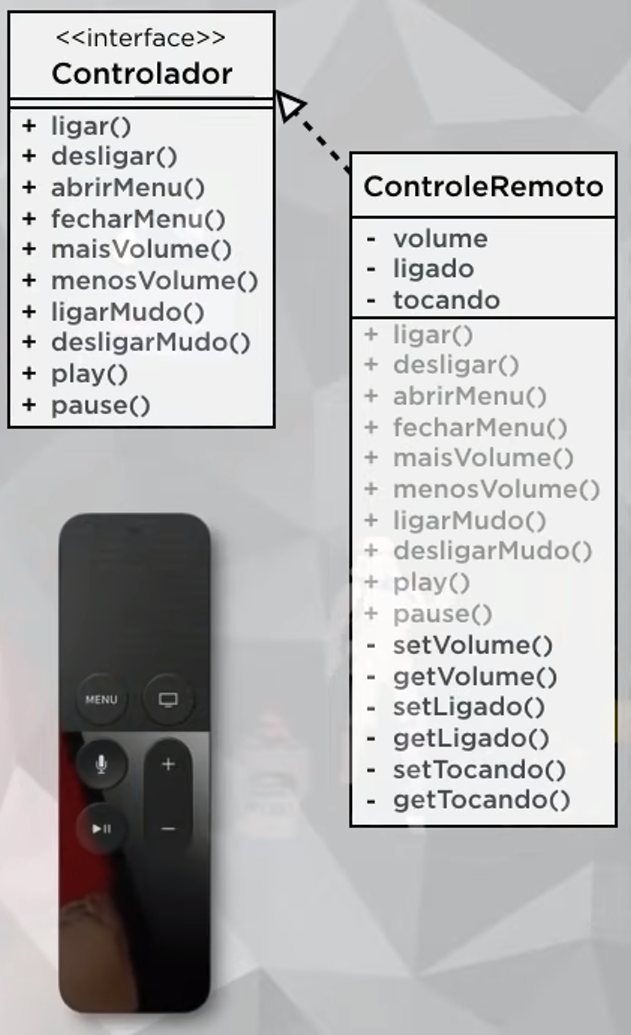 <<interface>>
Controlador
+ ligar()
+ desligar()
+ abrirMenu()
+ fecharMenu()
+ maisVolume()
+ menosVolume()
+ ligarMudo()
+ desligarMudo()
+ play()
+ pause()
ControleRemoto
- volume
- ligado
- tocando
+ ligar()
+ desligar()
+ abrirMenu()
+ fecharMenu()
+ maisVolume()
+ menosVolume()
+ ligarMudo()
+ desligarMudo()
+ play()
+ pause()
- setVolume()
- getVolume()
- setLigado()
- getLigado()
- setTocando()
- getTocando()
MENU
+
−